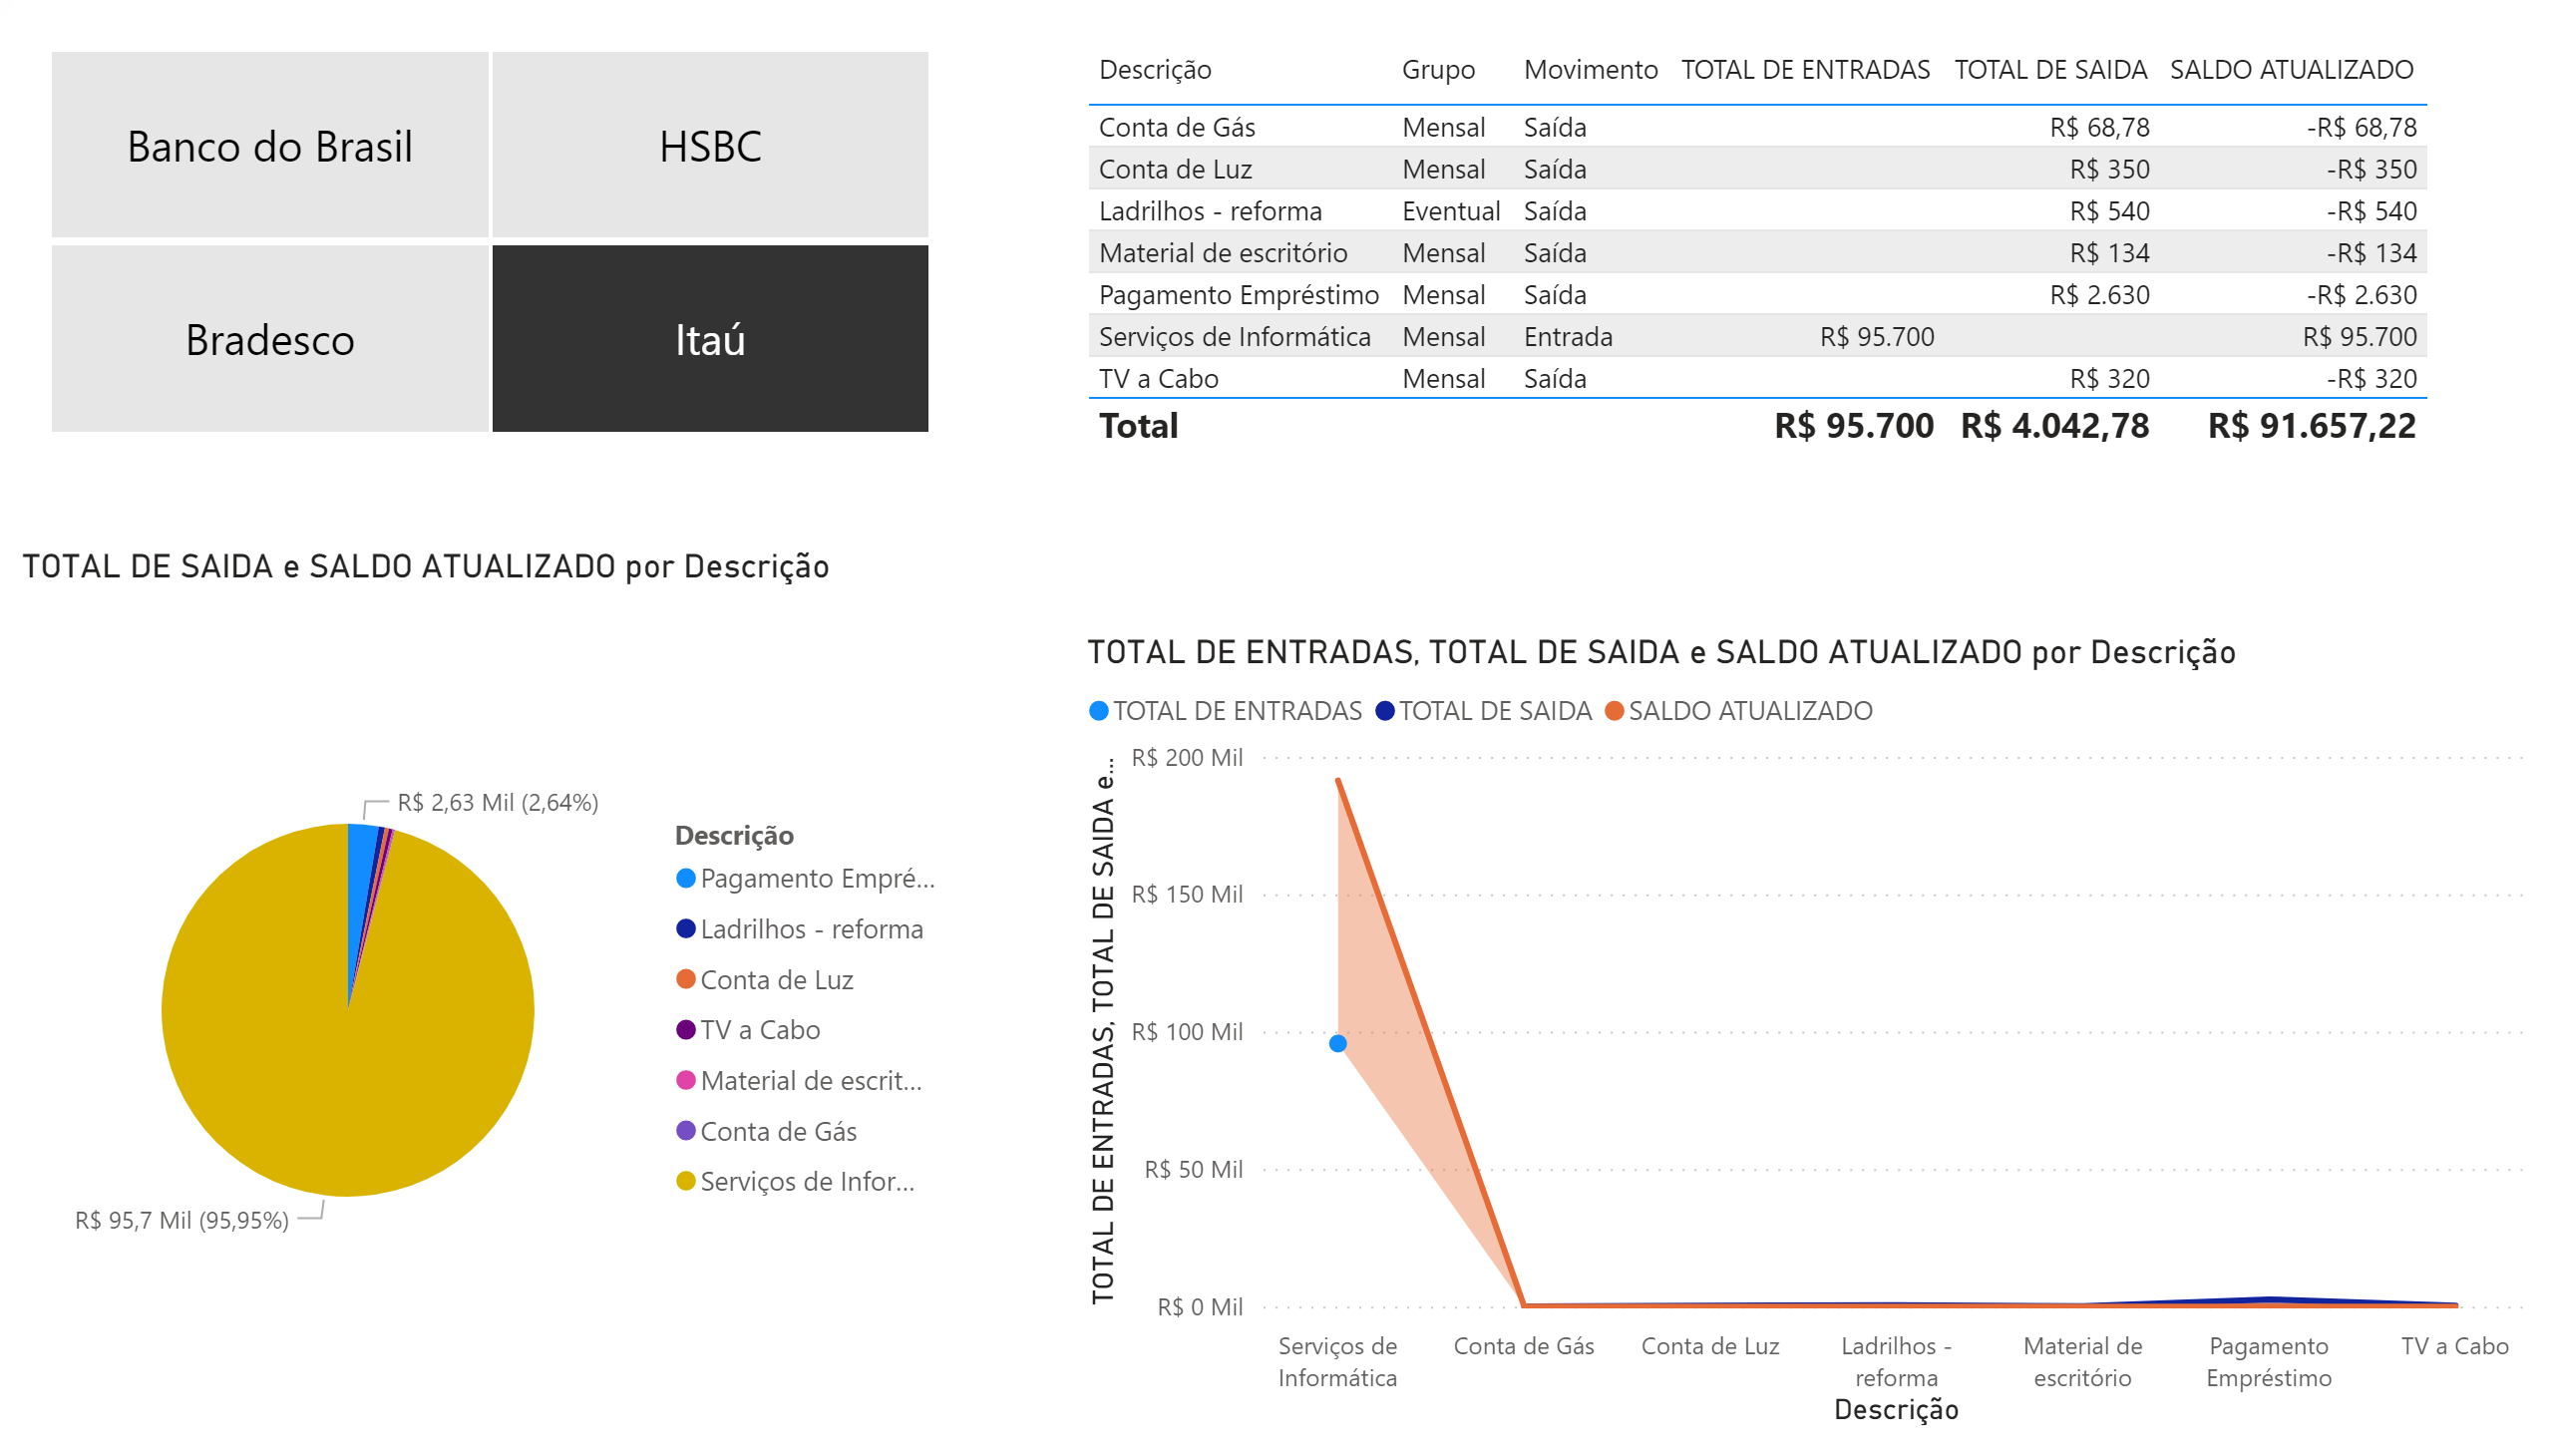 Banco do Brasil
HSBC
Bradesco
Itaú
Descrição Grupo Movimento TOTAL DE ENTRADAS TOTAL DE SAIDA SALDO ATUALIZADO
Conta de Gás Mensal Saída R$ 68,78 -R$ 68,78
Conta de Luz Mensal Saída R$ 350 -R$ 350
Ladrilhos - reforma Eventual Saída R$ 540 -R$ 540
Material de escritório Mensal Saída R$ 134 -R$ 134
Pagamento Empréstimo Mensal Saída R$ 2.630 -R$ 2.630
Serviços de Informática Mensal Entrada R$ 95.700 R$ 95.700
TV a Cabo Mensal Saída R$ 320 -R$ 320
Total R$ 95.700 R$ 4.042,78 R$ 91.657,22
TOTAL DE SAIDA e SALDO ATUALIZADO por Descrição
R$ 2,63 Mil (2,64%)
R$ 95,7 Mil (95,95%)
Descrição
Pagamento Empré...
Ladrilhos - reforma
Conta de Luz
TV a Cabo
Material de escrit...
Conta de Gás
Serviços de Infor...
TOTAL DE ENTRADAS, TOTAL DE SAIDA e SALDO ATUALIZADO por Descrição
TOTAL DE ENTRADAS TOTAL DE SAIDA SALDO ATUALIZADO
TOTAL DE ENTRADAS, TOTAL DE SAIDA e...
R$ 200 Mil
R$ 150 Mil
R$ 100 Mil
R$ 50 Mil
R$ 0 Mil
Serviços de
Informática
Conta de Gás
Conta de Luz
Ladrilhos -
reforma
Material de
escritório
Pagamento
Empréstimo
TV a Cabo
Descrição